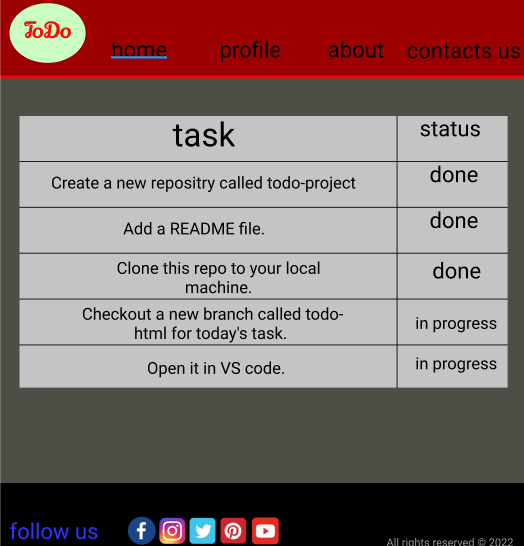 ToDo
home profile about contacts us
task status
Create a new repositry called todo-project done
Add a README file. done
Clone this repo to your local
machine. done
Checkout a new branch called todo-
html for today's task. in progress
Open it in VS code. in progress
follow us
All rights reserved © 2022